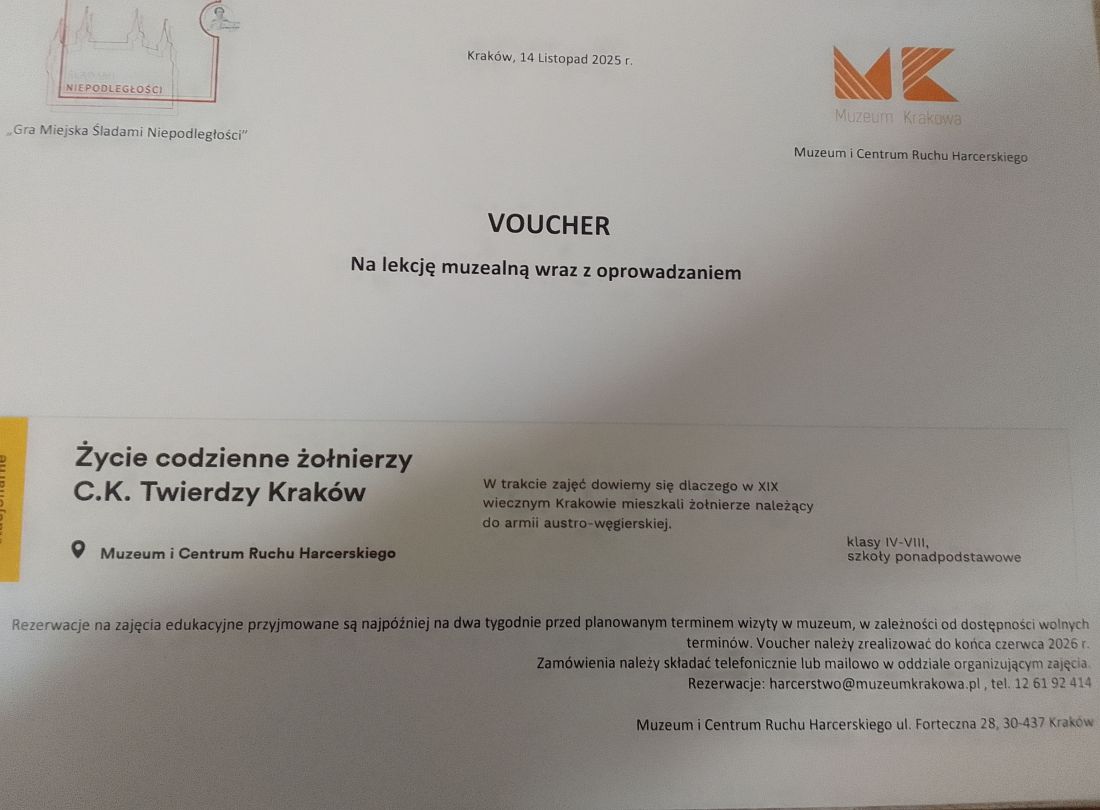 NIEPODLEGŁOŚCI
„Gra Miejska Śladami Niepodległości”
Kraków, 14 Listopad 2025 r.
MK
Muzeum Krakowa
Muzeum i Centrum Ruchu Harcerskiego
VOUCHER
Na lekcję muzealną wraz z oprowadzaniem
Życie codzienne żołnierzy
C.K. Twierdzy Kraków
Muzeum i Centrum Ruchu Harcerskiego
W trakcie zajęć dowiemy się dlaczego w XIX
wiecznym Krakowie mieszkali żołnierze należący
do armii austro-węgierskiej.
klasy IV-VIII,
szkoły ponadpodstawowe
Rezerwacje na zajęcia edukacyjne przyjmowane są najpóźniej na dwa tygodnie przed planowanym terminem wizyty w muzeum, w zależności od dostępności wolnych
terminów. Voucher należy zrealizować do końca czerwca 2026 r.
Zamówienia należy składać telefonicznie lub mailowo w oddziale organizującym zajęcia.
Rezerwacje: harcerstwo@muzeumkrakowa.pl , tel. 12 61 92 414
Muzeum i Centrum Ruchu Harcerskiego ul. Forteczna 28, 30-437 Kraków